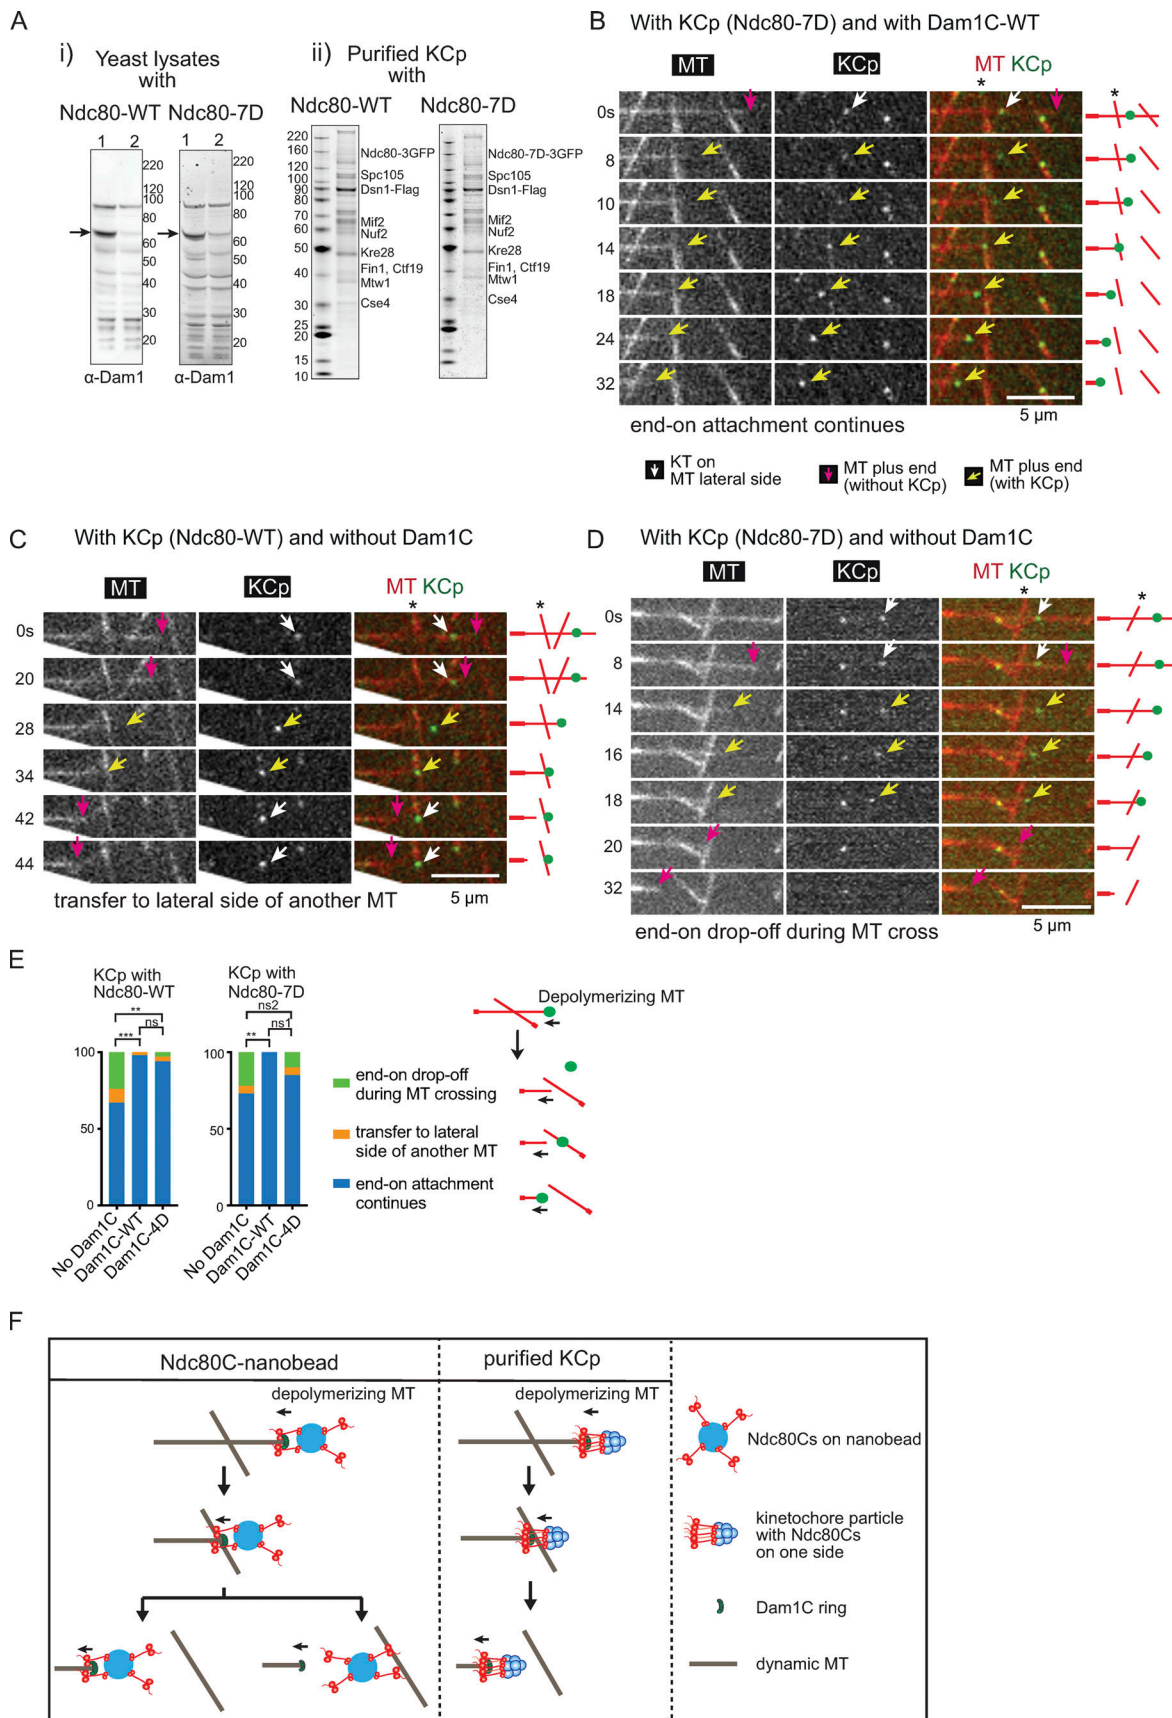 A
i) Yeast lysates
with
Ndc80-WT Ndc80-7D
1 2 1 2
220
120
100
80
60
50
40
30
20
220
120
100
80
60
50
40
30
20
α-Dam1 α-Dam1
ii) Purified KCp
with
Ndc80-WT Ndc80-7D
220
160
120
100
90
80
70
60
50
40
30
20
15
10
Ndc80-3GFP
Spc105
Dsn1-Flag
Mif2
Nuf2
Kre28
Fin1, Ctf19
Mtw1
Cse4
Ndc80-7D-3GFP
Spc105
Dsn1-Flag
Mif2
Nuf2
Kre28
Fin1, Ctf19
Mtw1
Cse4
B With KCp (Ndc80-7D) and with Dam1C-WT
MT KCp MT KCp
* *
0s
8
10
14
18
24
32
5 µm
end-on attachment continues
KT on
MT lateral side
MT plus end
(without KCp)
MT plus end
(with KCp)
C With KCp (Ndc80-WT) and without Dam1C
MT KCp MT KCp
* *
0s
20
28
34
42
44
transfer to lateral side of another MT
5 µm
D With KCp (Ndc80-7D) and without Dam1C
MT KCp MT KCp
* *
0s
8
14
16
18
20
32
end-on drop-off during MT cross
5 µm
E
KCp with
Ndc80-WT
**
*** ns
100
50
0
No Dam1C
Dam1C-WT
Dam1C-4D
KCp with
Ndc80-7D
ns2
** ns1
100
50
0
No Dam1C
Dam1C-WT
Dam1C-4D
end-on drop-off
during MT crossing
transfer to lateral
side of another MT
end-on attachment
continues
Depolymerizing MT
F
Ndc80C-nanobead
depolymerizing MT
purified KCp
depolymerizing MT
Ndc80Cs on nanobead
kinetochore particle
with Ndc80Cs
on one side
Dam1C ring
dynamic MT